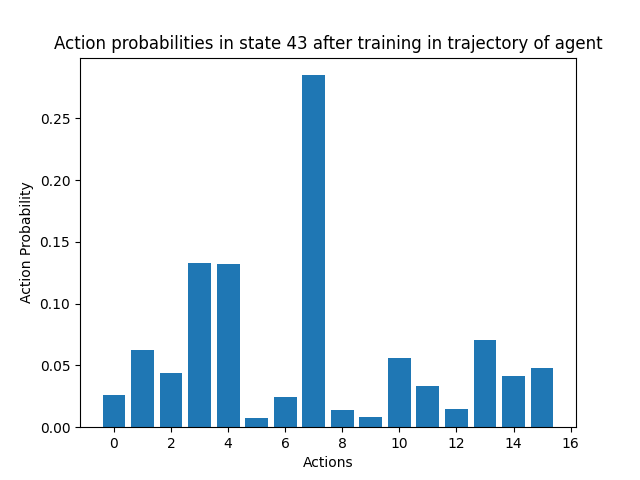 Action probabilities in state 43 after training in trajectory of agent
0.25
0.20
0.15
0.10
0.05
0.00
Action Probability
0 2 4 6 8 10 12 14 16
Actions